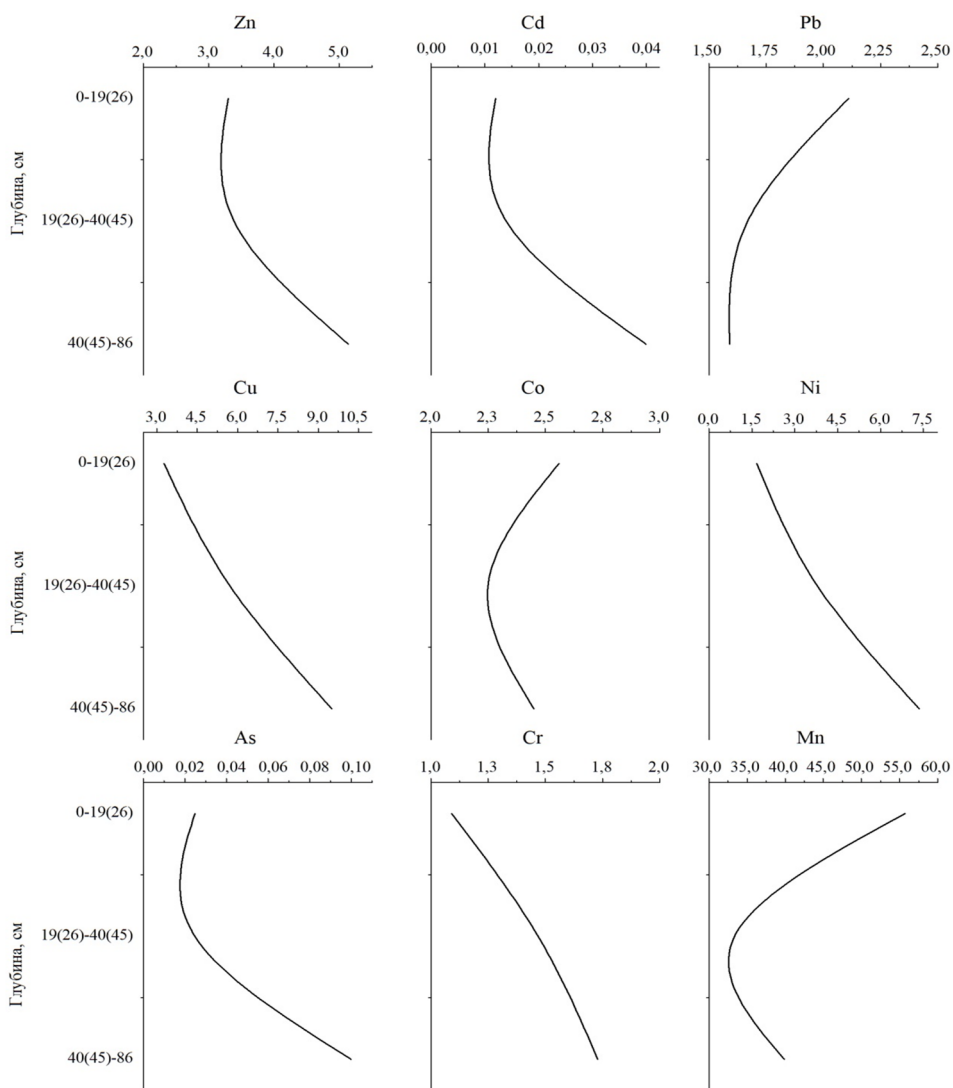 Zn Cd Pb
2,0 3,0 4,0 5,0 0,00 0,01 0,02 0,03 0,04 1,50 1,75 2,00 2,25 2,50
0-19(26)
Глубина, см
19(26)-40(45)
40(45)-86
Cu Co Ni
3,0 4,5 6,0 7,5 9,0 10,5 2,0 2,3 2,5 2,8 3,0 0,0 1,5 3,0 4,5 6,0 7,5
0-19(26)
Глубина, см
19(26)-40(45)
40(45)-86
As Cr Mn
0,00 0,02 0,04 0,06 0,08 0,10 1,0 1,3 1,5 1,8 2,0 30,0 35,0 40,0 45,0 50,0 55,0 60,0
0-19(26)
Глубина, см
19(26)-40(45)
40(45)-86